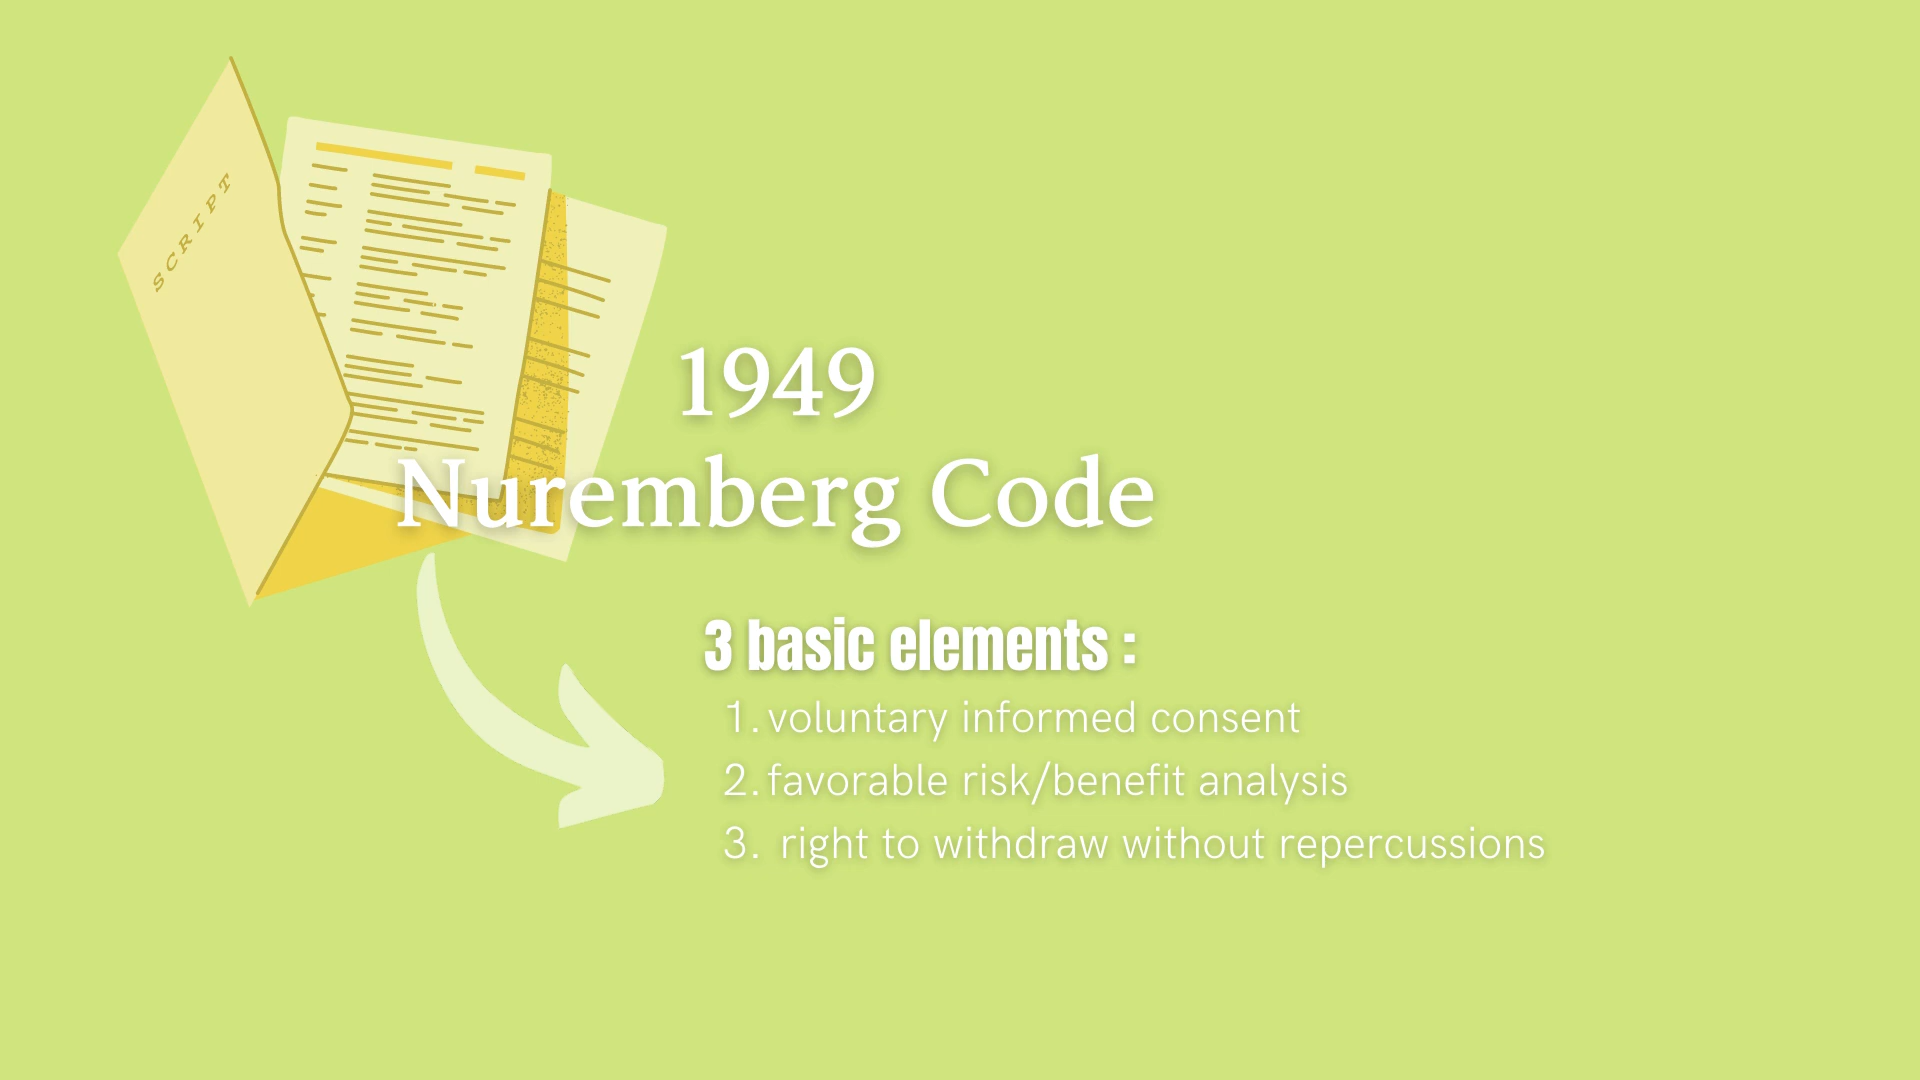 SCRIPT
1949
Nuremberg Code
3 basic elements :
1. voluntary informed consent
2. favorable risk/benefit analysis
3. right to withdraw without repercussions